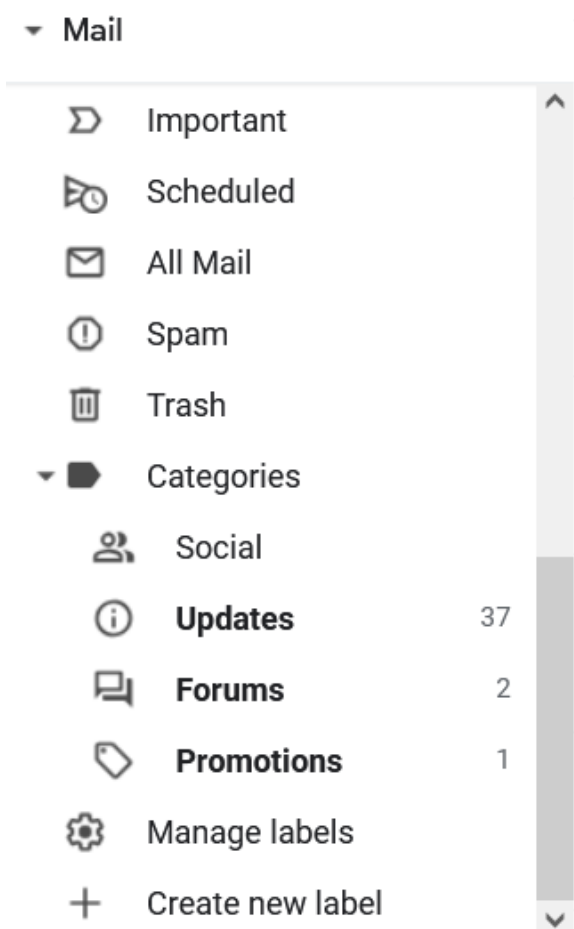 Mail
Important
Scheduled
All Mail
Spam
Trash
Categories
Social
Updates 37
Forums 2
Promotions 1
Manage labels
Create new label